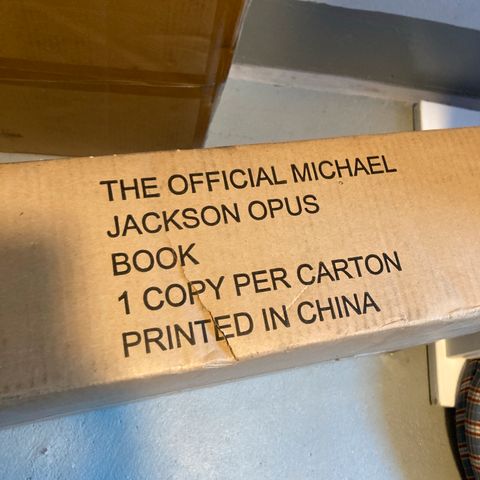 THE OFFICIAL MICHAEL
JACKSON OPUS
BOOK
1 COPY PER CARTON
PRINTED IN CHINA